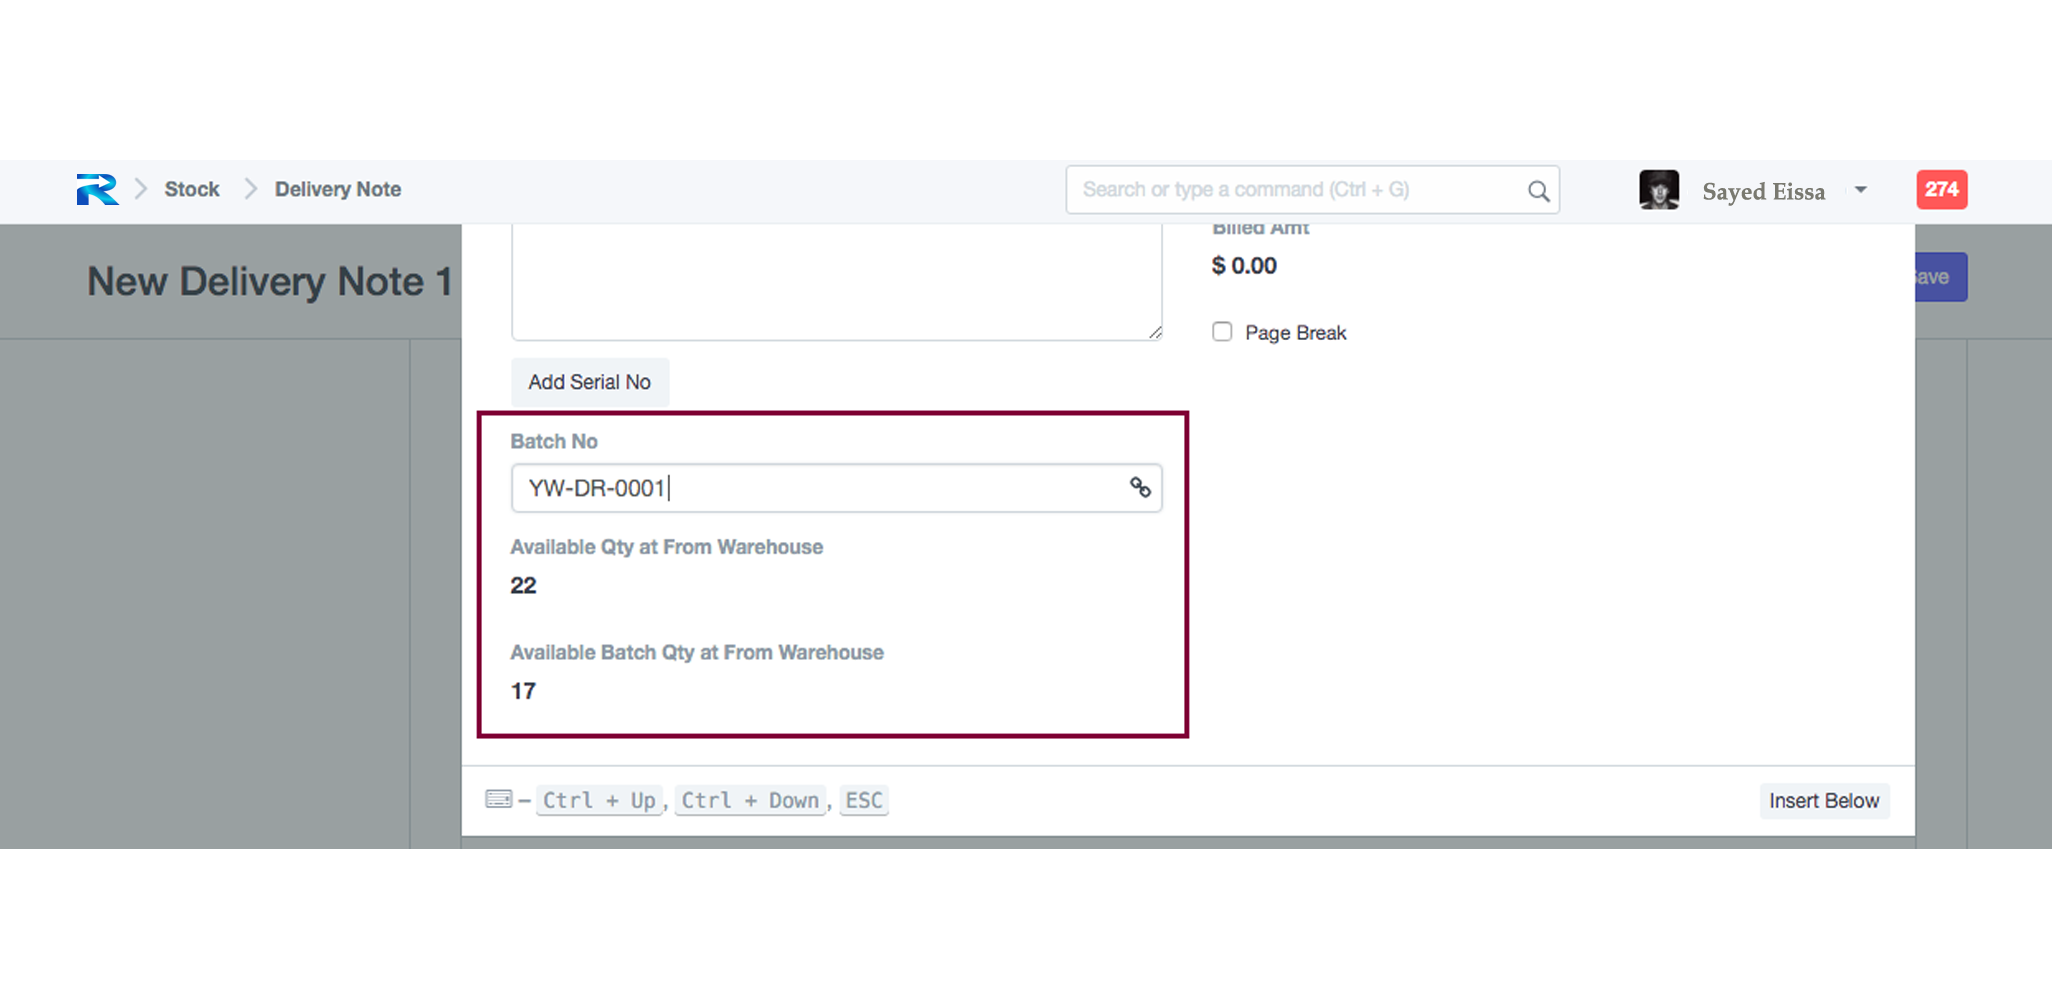 Stock
Delivery Note
Search or type a command (Ctrl + G)
Sayed Eissa
274
New Delivery Note 1
Save
Billed Amt
$ 0.00
Page Break
Add Serial No
Batch No
YW-DR-0001
Available Qty at From Warehouse
22
Available Batch Qty at From Warehouse
17
– Ctrl + Up, Ctrl + Down, ESC
Insert Below